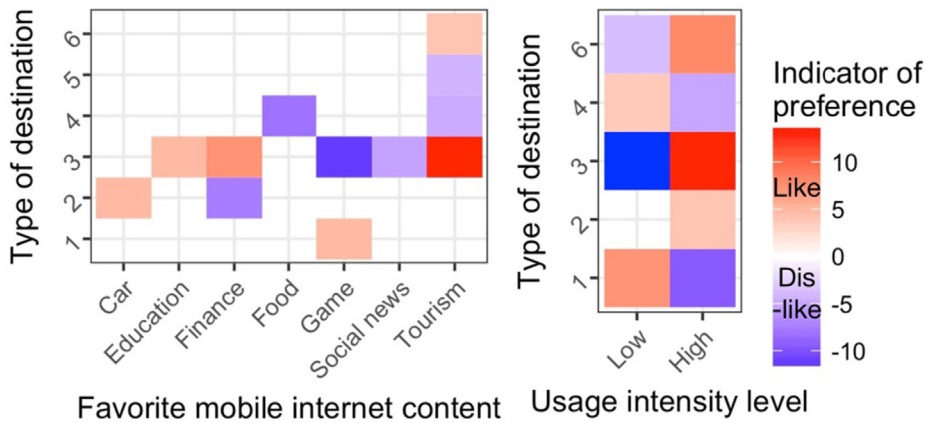 Type of destination
6
5
4
3
2
1
Car
Education
Finance
Food
Game
Social news
Tourism
Favorite mobile internet content
Type of destination
6
4
3
2
1
Low
High
Usage intensity level
Indicator of
preference
10
Like
5
0
Dis
-like
-5
-10